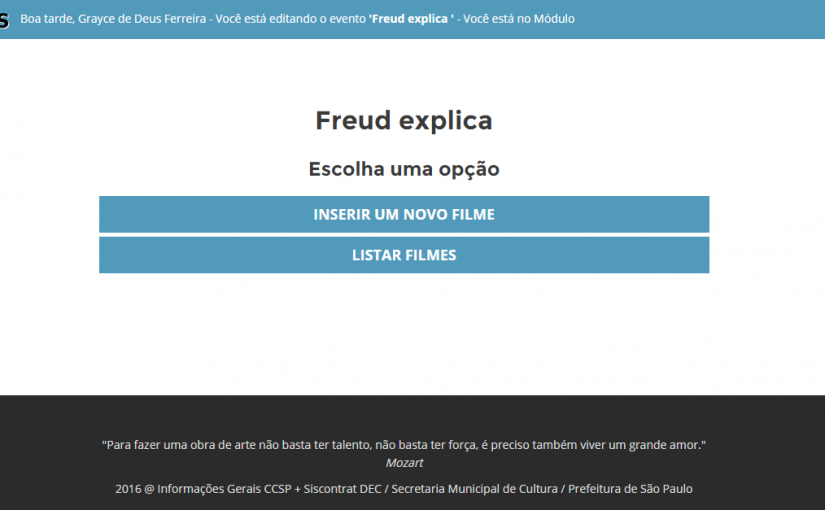 s Boa tarde, Grayce de Deus Ferreira - Você está editando o evento 'Freud explica ' - Você está no Módulo
Freud explica
Escolha uma opção
INSERIR UM NOVO FILME
LISTAR FILMES
"Para fazer uma obra de arte não basta ter talento, não basta ter força, é preciso também viver um grande amor."
Mozart
2016 @ Informações Gerais CCSP + Siscontrat DEC / Secretaria Municipal de Cultura / Prefeitura de São Paulo